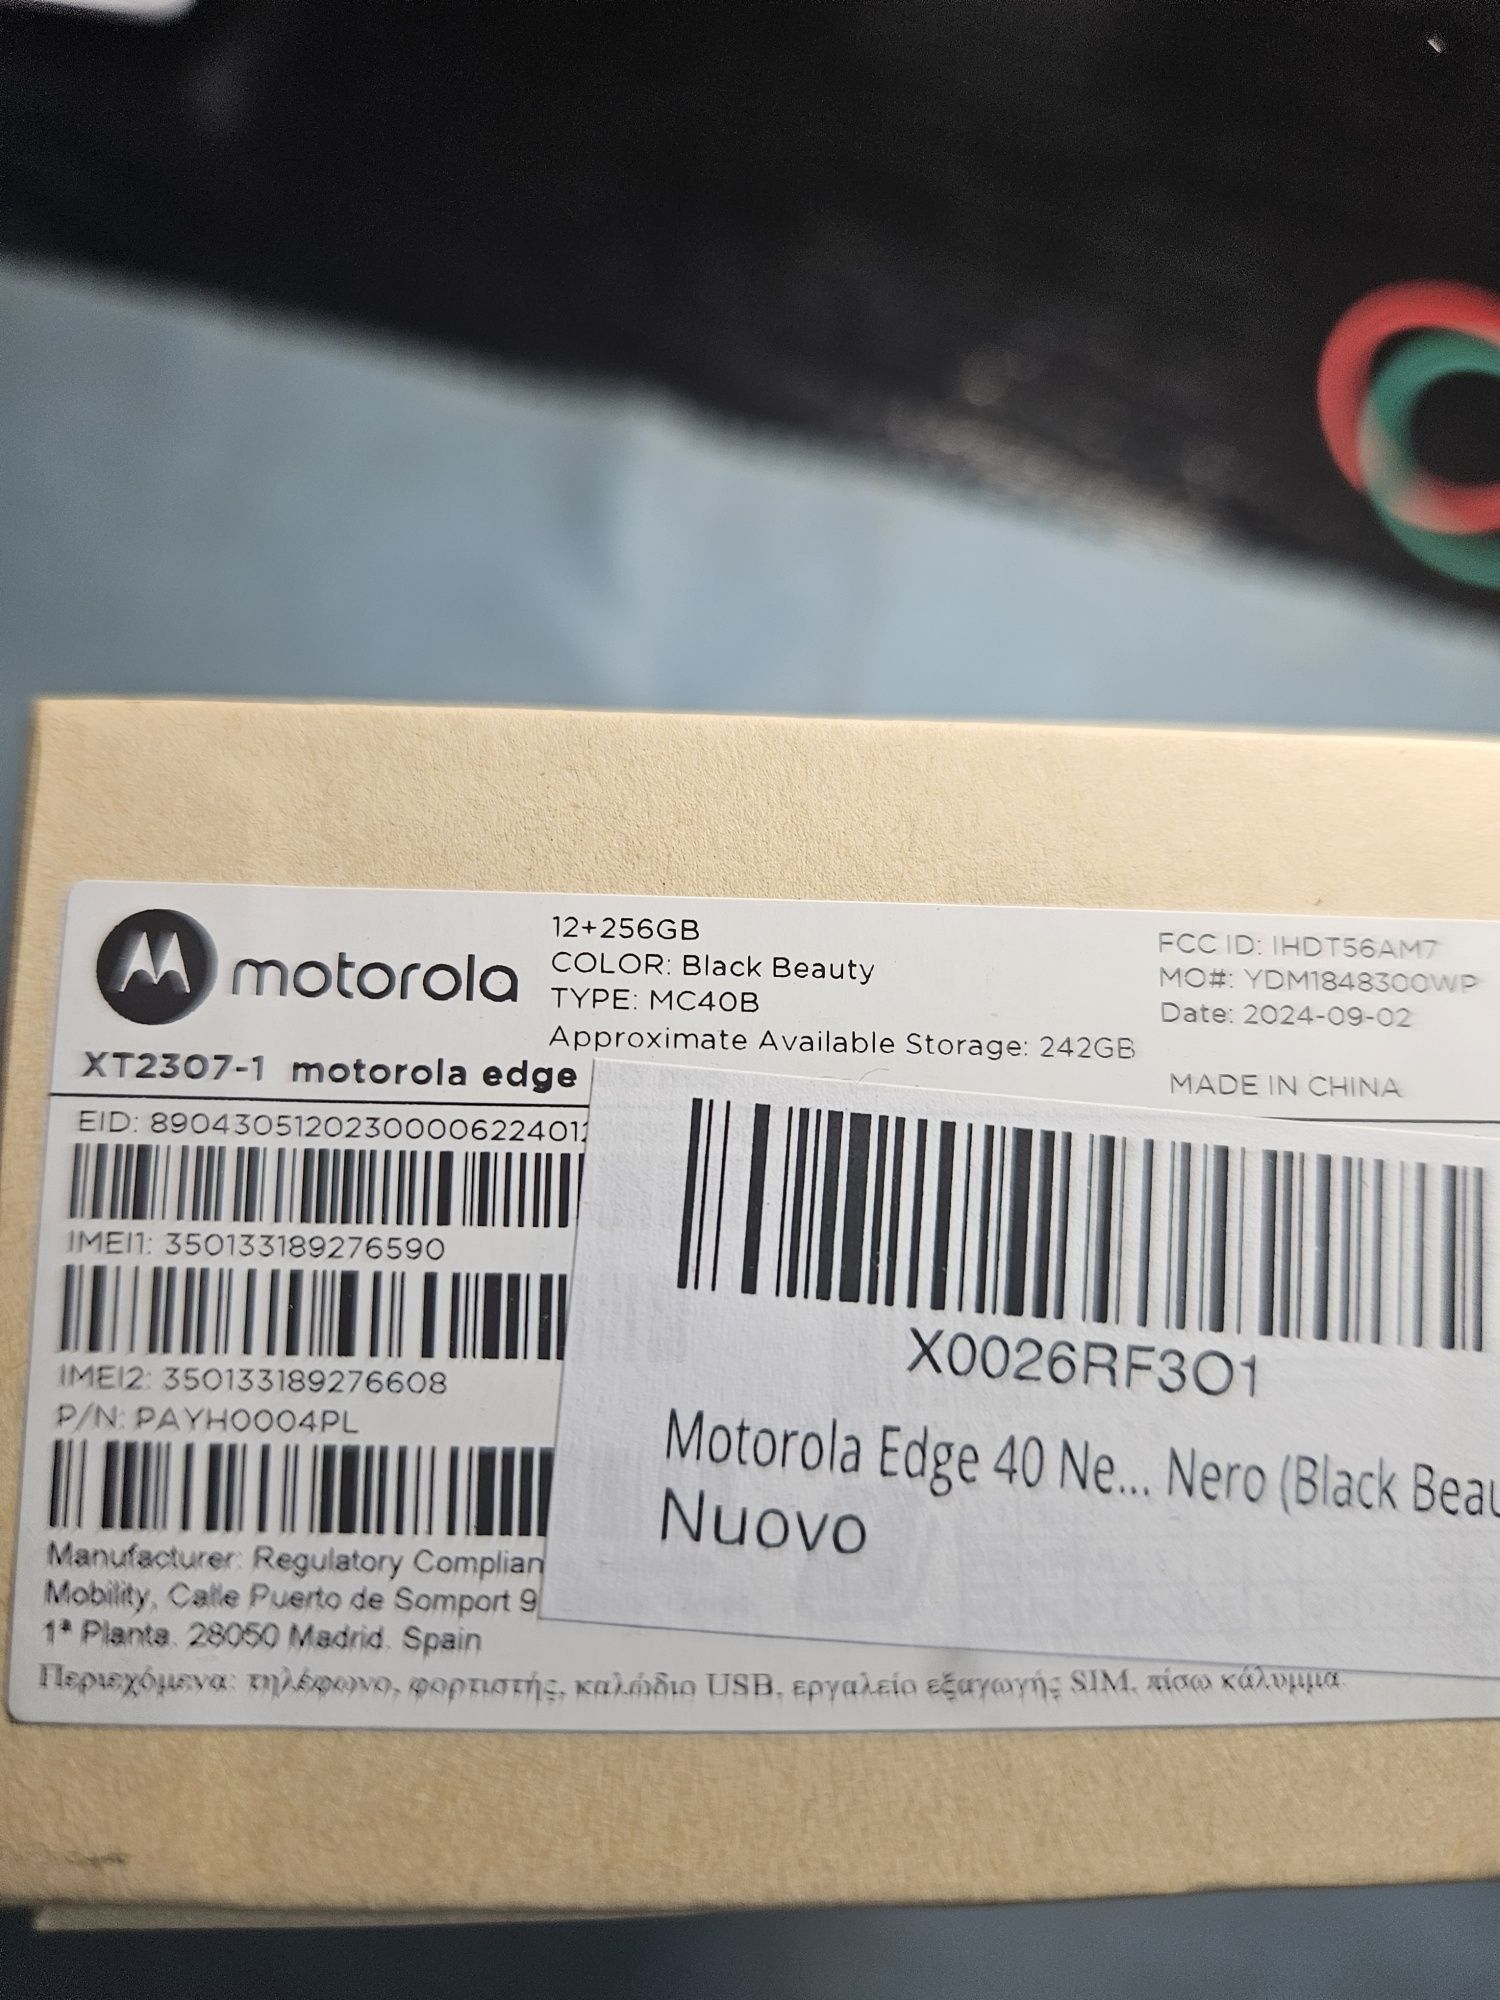 motorola
12+256GB
COLOR: Black Beauty
TYPE: MC40B
Approximate Available Storage: 242GB
FCC ID: IHDT56AM7
MO#: YDM1848300WP
Date: 2024-09-02
MADE IN CHINA
XT2307-1 motorola edge
EID: 89043051202300006224012
IMEI1: 350133189276590
IMEI2: 350133189276608
P/N: PAYH0004PL
Manufacturer: Regulatory Complian
Mobility, Calle Puerto de Somport 9
1ª Planta, 28050 Madrid, Spain
Περιεχόμενα: τηλέφωνο, φορτιστής, καλώδιο USB, εργαλείο εξαγωγής SIM, πίσω κάλυμμα
X0026RF3O1
Motorola Edge 40 Ne... Nero (Black Beau
Nuovo